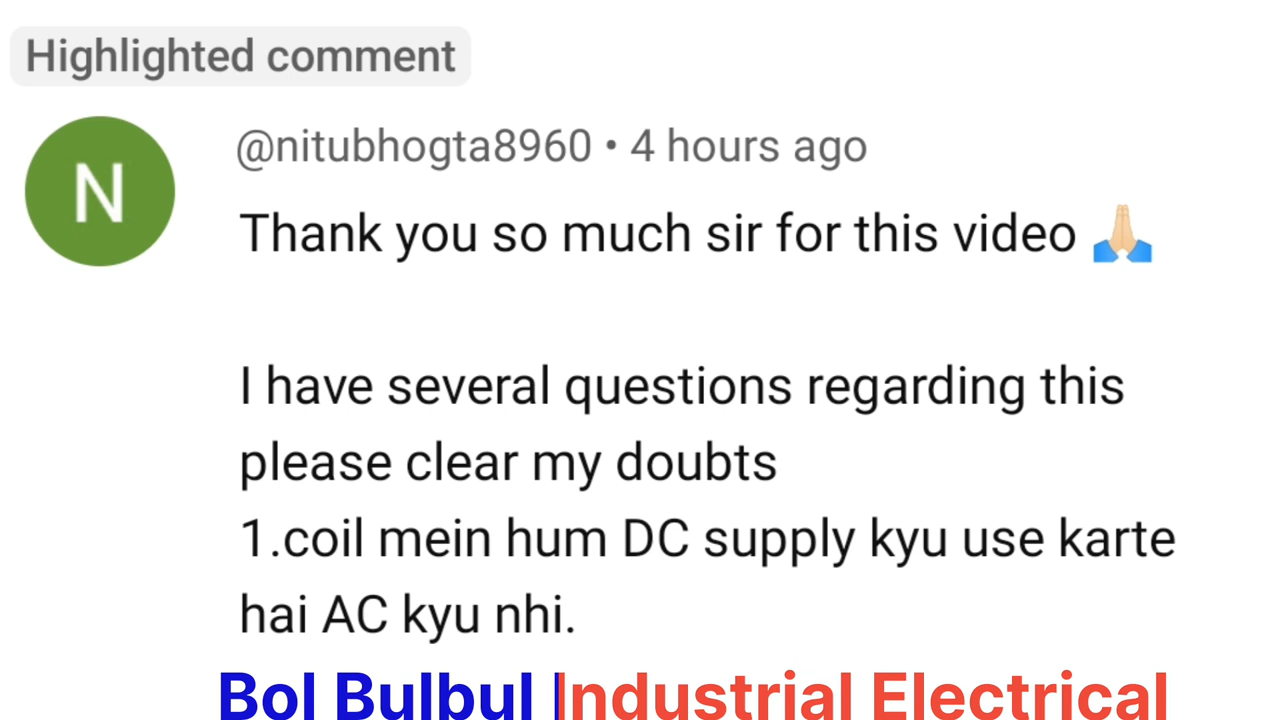 Highlighted comment
N
@nitubhogta8960 • 4 hours ago
Thank you so much sir for this video 🙏🏻
I have several questions regarding this
please clear my doubts
1.coil mein hum DC supply kyu use karte
hai AC kyu nhi.
Bol Bulbul Industrial Electrical